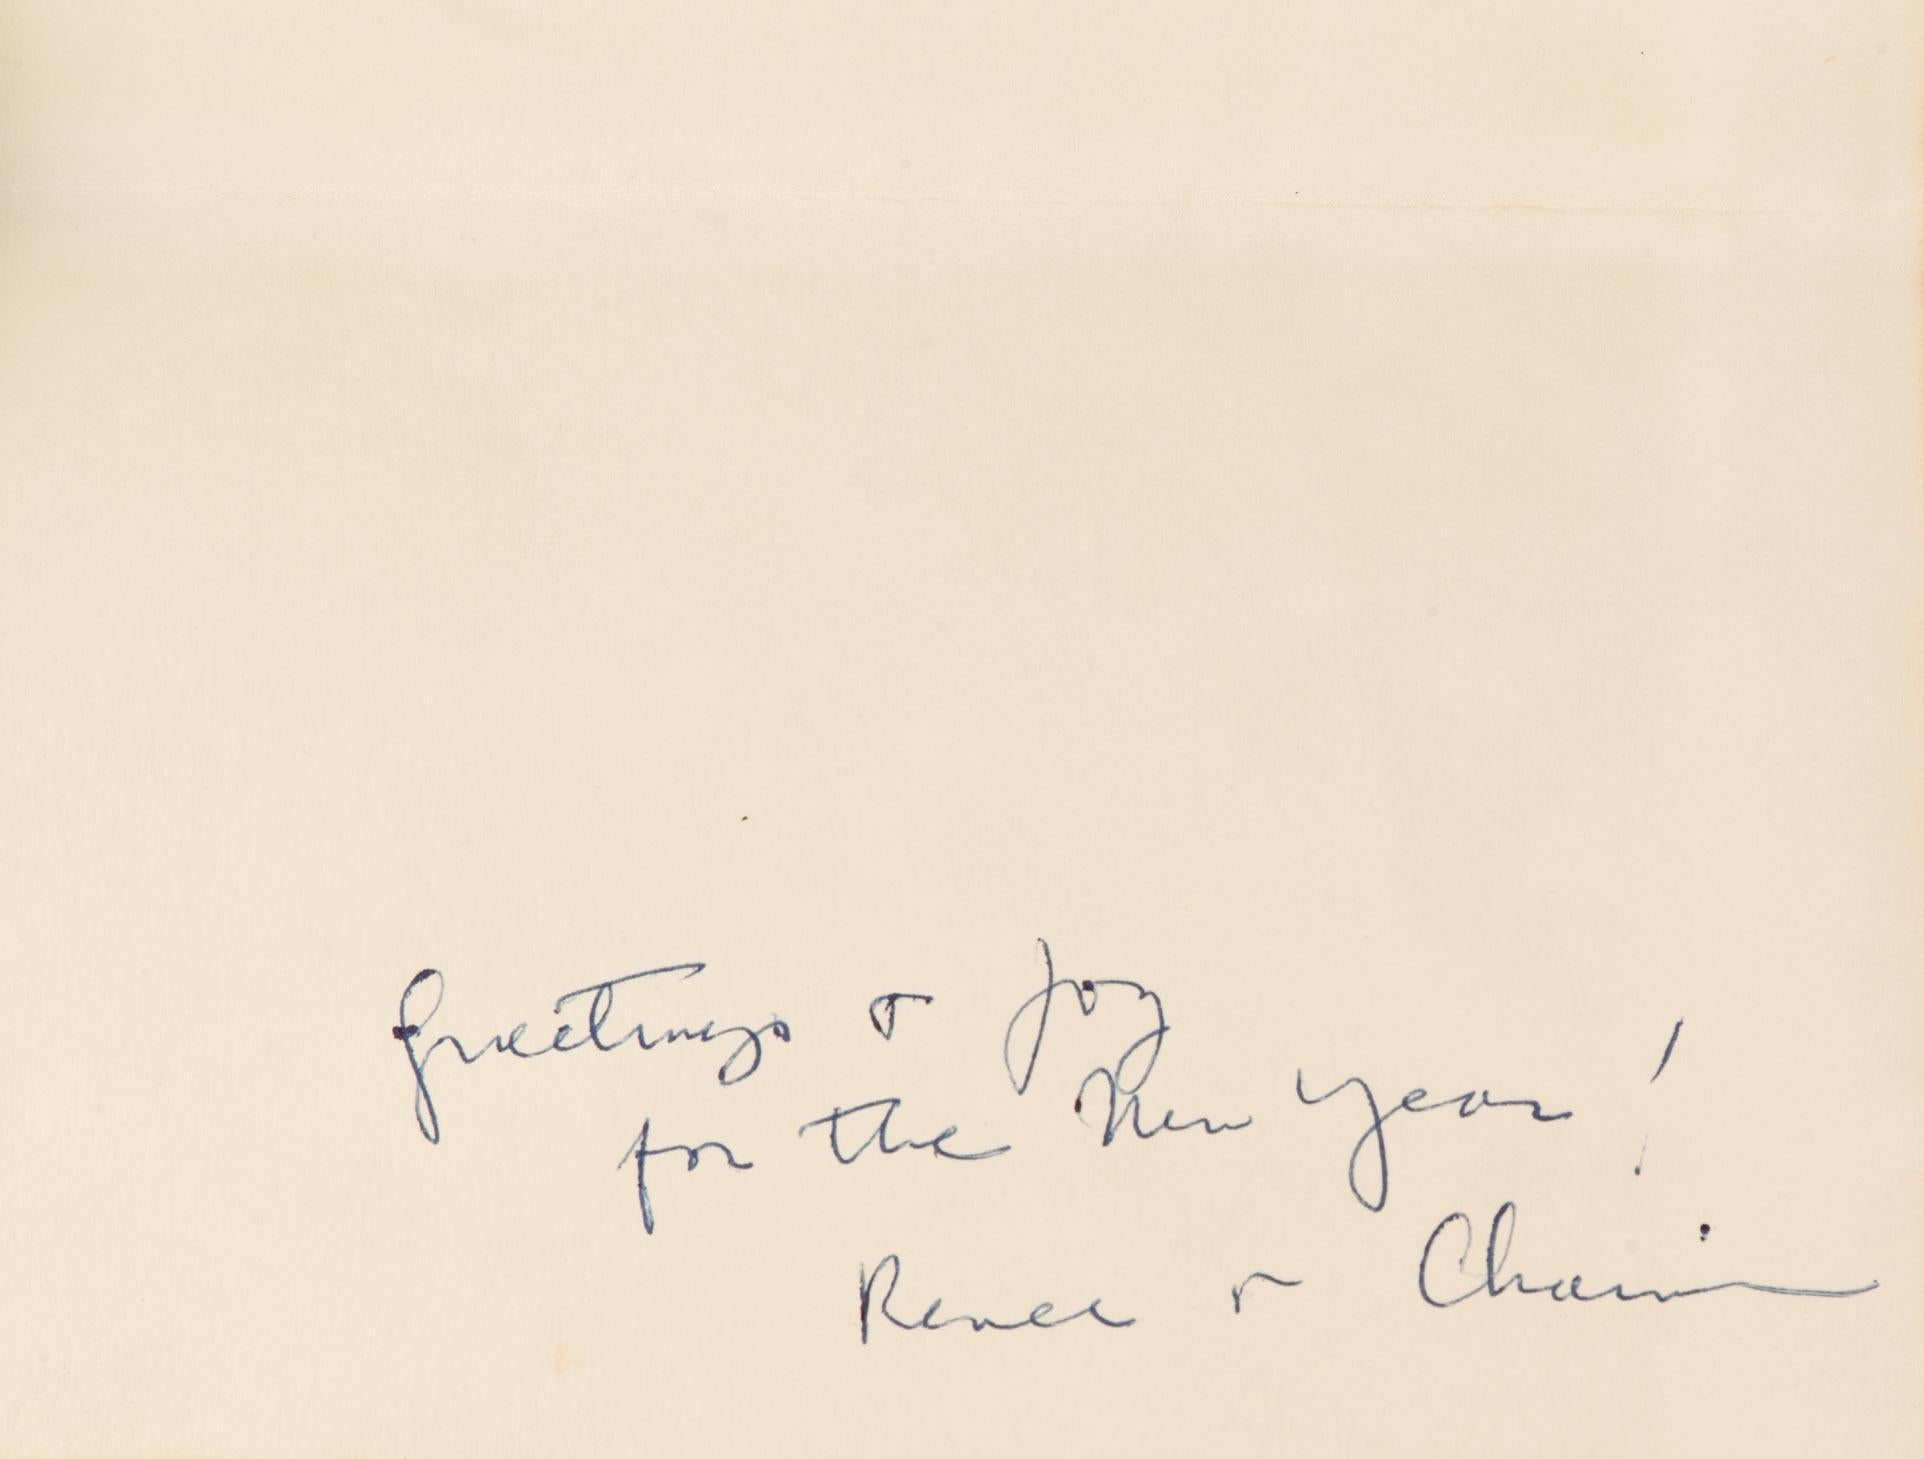 Greetings & Joy
for the New Year!
Renee & Chaim